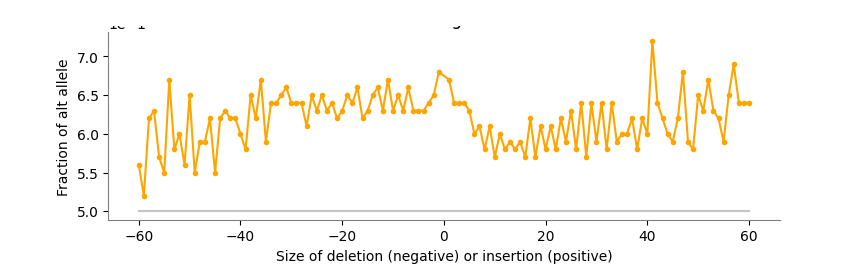 7.0
6.5
6.0
5.5
5.0
Fraction of alt allele
−60 −40 −20 0 20 40 60
Size of deletion (negative) or insertion (positive)